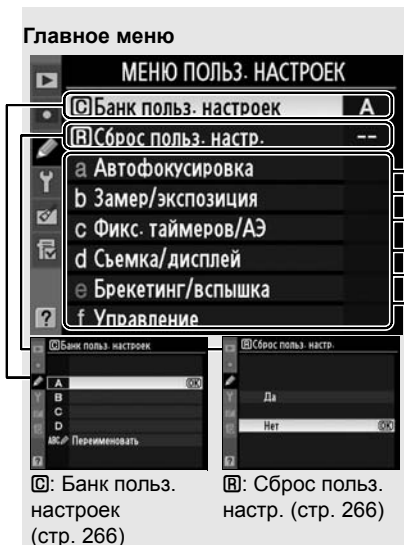 Главное меню
МЕНЮ ПОЛЬЗ. НАСТРОЕК
C Банк польз. настроек A
R Сброс польз. настр. --
a Автофокусировка
b Замер/экспозиция
c Фикс. таймеров/АЭ
d Съемка/дисплей
e Брекетинг/вспышка
f Управление
?
C Банк польз. настроек
A OK
B
C
D
ABC Переименовать
?
R Сброс польз. настр.
Да
Нет OK
?
C: Банк польз.
настроек
(стр. 266)
R: Сброс польз.
настр. (стр. 266)